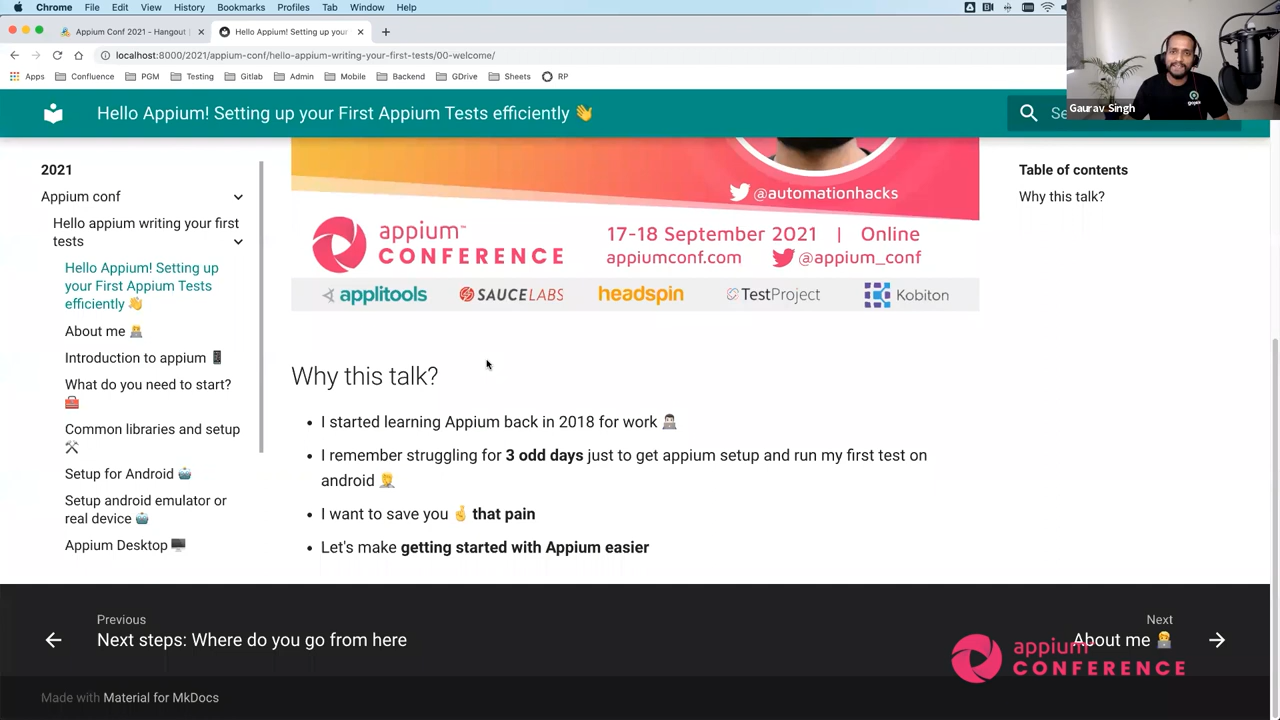 Chrome File Edit View History Bookmarks Profiles Tab Window Help
Appium Conf 2021 - Hangout
Hello Appium! Setting up your
localhost:8000/2021/appium-conf/hello-appium-writing-your-first-tests/00-welcome/
Apps Confluence PGM Testing Gitlab Admin Mobile Backend GDrive Sheets RP
Gaurav Singh
Hello Appium! Setting up your First Appium Tests efficiently 👋
2021
Appium conf
Hello appium writing your first
tests
Hello Appium! Setting up
your First Appium Tests
efficiently 👋
About me 👨‍💻
Introduction to appium 📱
What do you need to start?
🧰
Common libraries and setup
⚒
Setup for Android 🤖
Setup android emulator or
real device 🤖
Appium Desktop 🖥
@automationhacks
appium™
CONFERENCE
17-18 September 2021 | Online
appiumconf.com @appium_conf
applitools SAUCELABS headspin TestProject Kobiton
Why this talk?
• I started learning Appium back in 2018 for work 👨🏻‍💻
• I remember struggling for 3 odd days just to get appium setup and run my first test on
android 🤦
• I want to save you 🤞 that pain
• Let's make getting started with Appium easier
Table of contents
Why this talk?
Previous
Next steps: Where do you go from here
Next
About me 👨‍💻
appium™
CONFERENCE
Made with Material for MkDocs